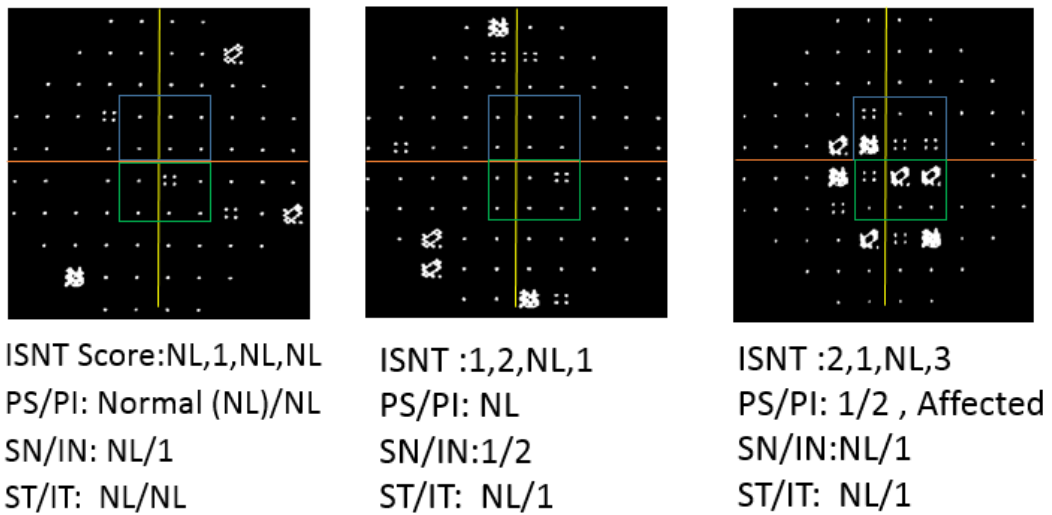 ISNT Score:NL,1,NL,NL
PS/PI: Normal (NL)/NL
SN/IN: NL/1
ST/IT: NL/NL
ISNT :1,2,NL,1
PS/PI: NL
SN/IN:1/2
ST/IT: NL/1
ISNT :2,1,NL,3
PS/PI: 1/2 , Affected
SN/IN:NL/1
ST/IT: NL/1